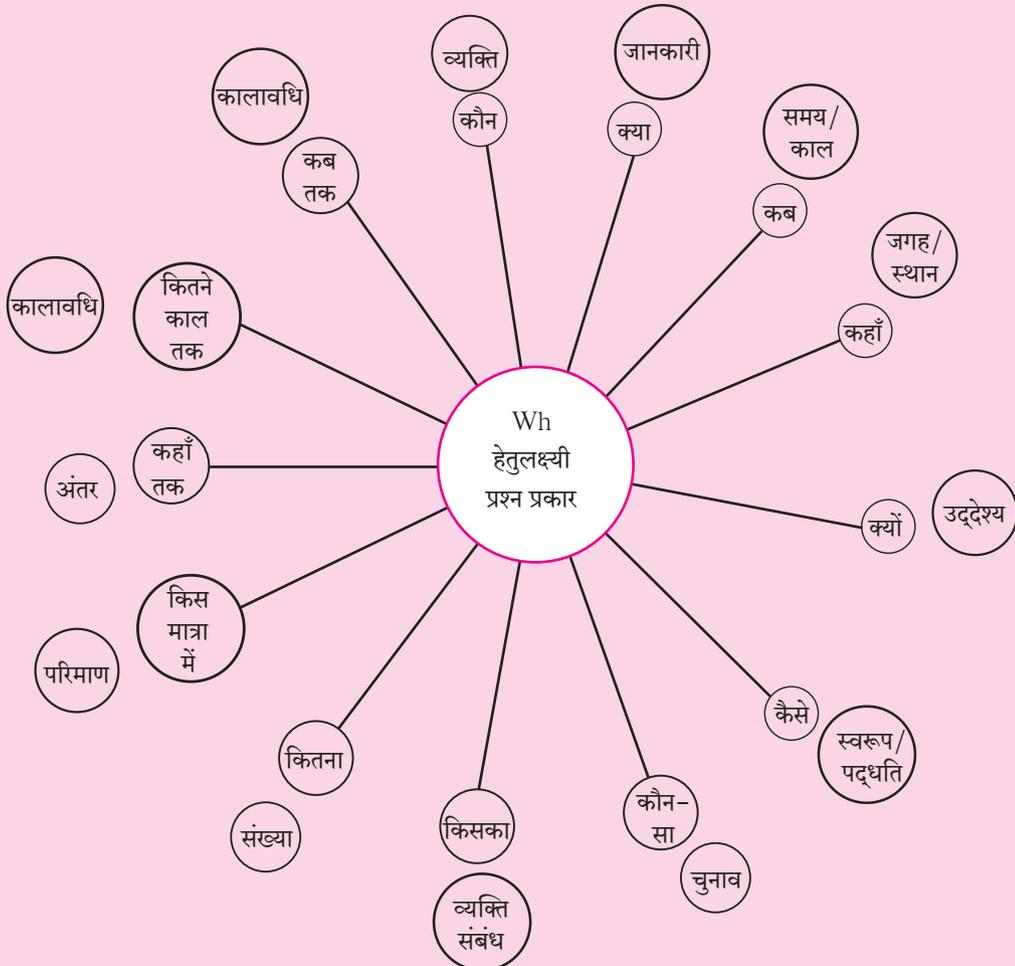 Wh
हेतुलक्ष्यी
प्रश्न प्रकार
व्यक्ति
कौन
जानकारी
क्या
समय/
काल
कब
जगह/
स्थान
कहाँ
उद्देश्य
क्यों
कैसे
स्वरूप/
पद्धति
कौन-
सा
चुनाव
किसका
व्यक्ति
संबंध
कितना
संख्या
किस
मात्रा
में
परिमाण
कहाँ
तक
अंतर
कितने
काल
तक
कालावधि
कब
तक
कालावधि